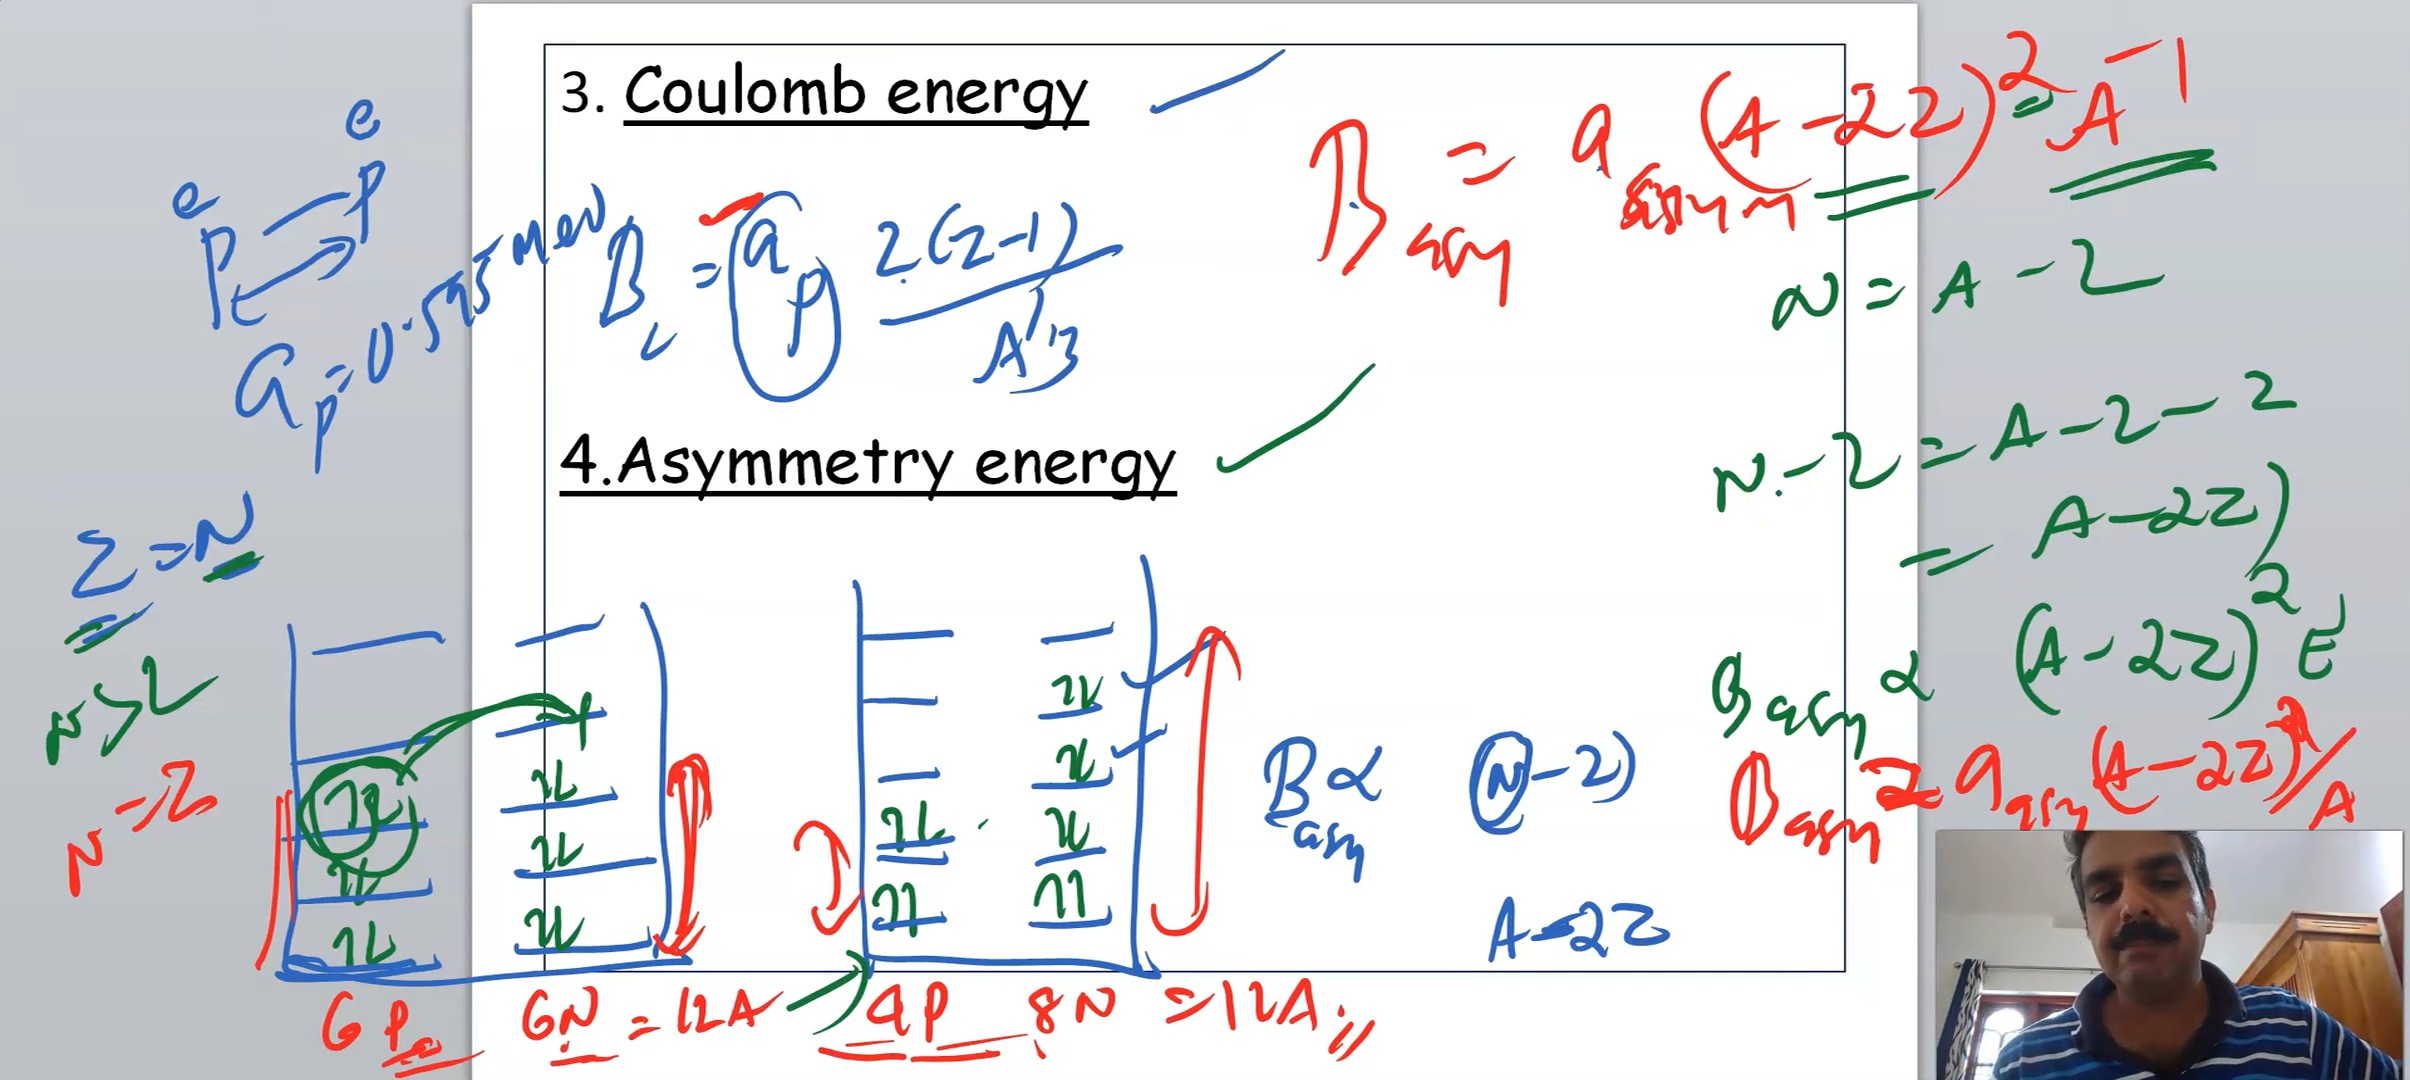 3. Coulomb energy
B asy = a asym (A-2Z)² A⁻¹
e
e
P P
B c = a p Z(Z-1) / A^1/3
a p = 0.595 Mev
N = A - Z
4.Asymmetry energy
N - Z = A - Z - Z
= A - 2Z)
Z = N
N > Z
N = Z
B asy α (A - 2Z)²
B asy α (N - Z)
B asy = a asy (A - 2Z)² / A
A - 2Z
6 P 6N = 12A 4P 8N = 12A